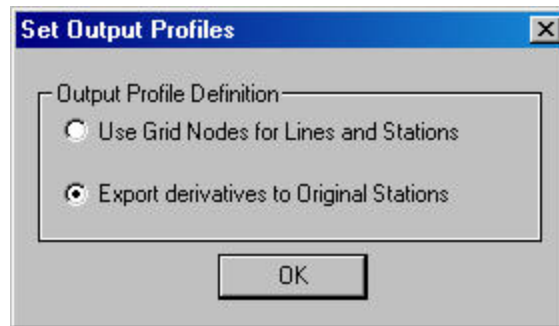 Set Output Profiles
Output Profile Definition
Use Grid Nodes for Lines and Stations
Export derivatives to Original Stations
OK